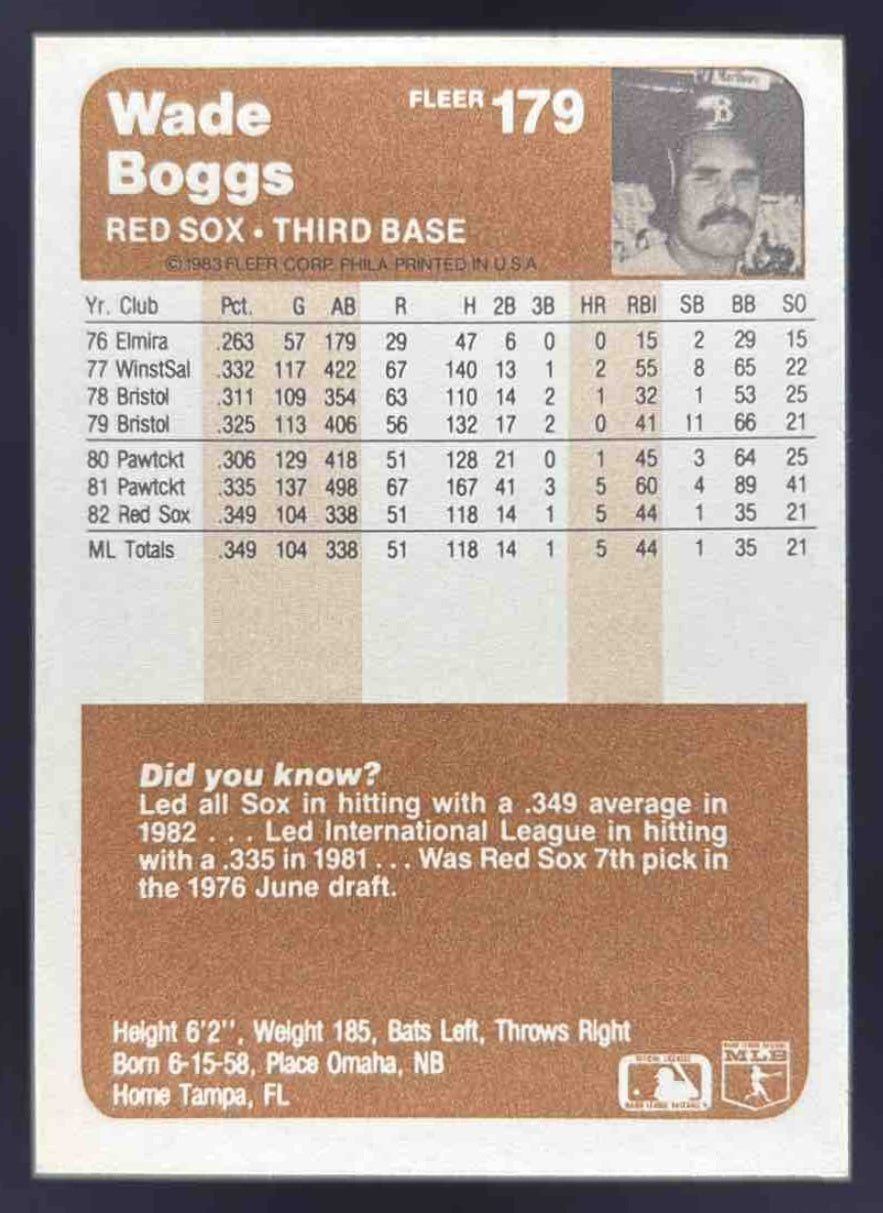 Wade
Boggs
FLEER 179
RED SOX • THIRD BASE
© 1983 FLEER CORP. PHILA. PRINTED IN U.S.A.
Yr. Club Pct. G AB R H 2B 3B HR RBI SB BB SO
76 Elmira .263 57 179 29 47 6 0 0 15 2 29 15
77 WinstSal .332 117 422 67 140 13 1 2 55 8 65 22
78 Bristol .311 109 354 63 110 14 2 1 32 1 53 25
79 Bristol .325 113 406 56 132 17 2 0 41 11 66 21
80 Pawtckt .306 129 418 51 128 21 0 1 45 3 64 25
81 Pawtckt .335 137 498 67 167 41 3 5 60 4 89 41
82 Red Sox .349 104 338 51 118 14 1 5 44 1 35 21
ML Totals .349 104 338 51 118 14 1 5 44 1 35 21
Did you know?
Led all Sox in hitting with a .349 average in
1982 . . . Led International League in hitting
with a .335 in 1981 . . . Was Red Sox 7th pick in
the 1976 June draft.
Height 6'2", Weight 185, Bats Left, Throws Right
Born 6-15-58, Place Omaha, NB
Home Tampa, FL
MLB